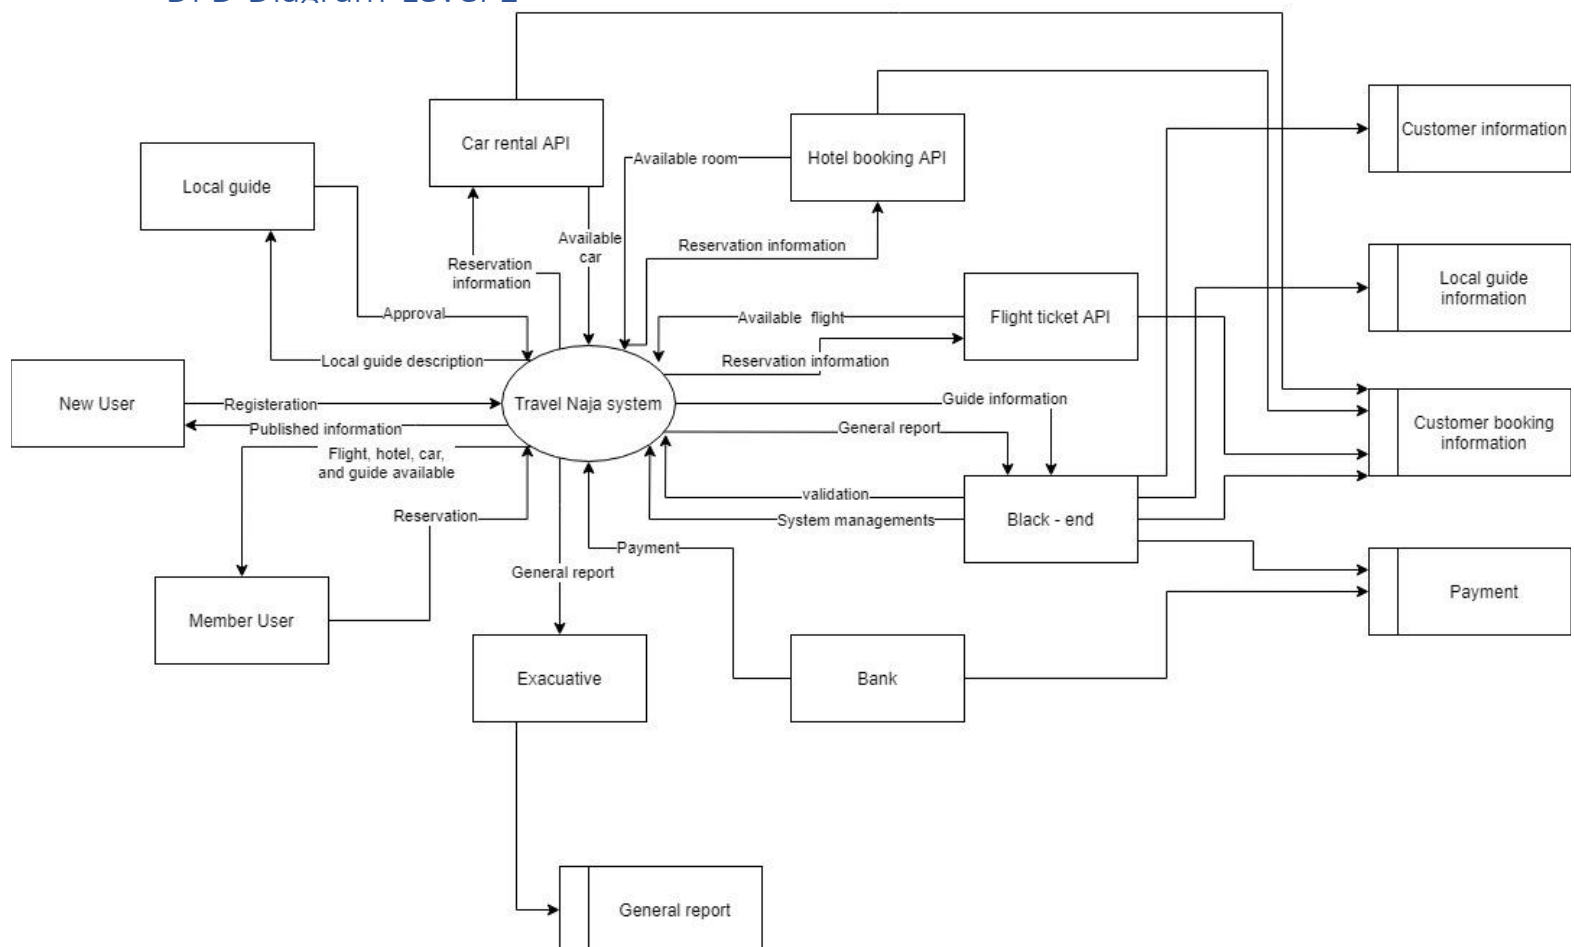 DFD Diagram Level
Car rental API
Customer information
Hotel booking API
Available room
Local guide
Available
car
Reservation information
Reservation
information
Local guide
information
Approval
Available flight
Flight ticket API
Local guide description
Reservation information
New User
Registeration
Travel Naja system
Guide information
Published information
General report
Customer booking
information
Flight, hotel, car,
and guide available
validation
Reservation
System managements
Black - end
Payment
General report
Payment
Member User
Exacuative
Bank
General report